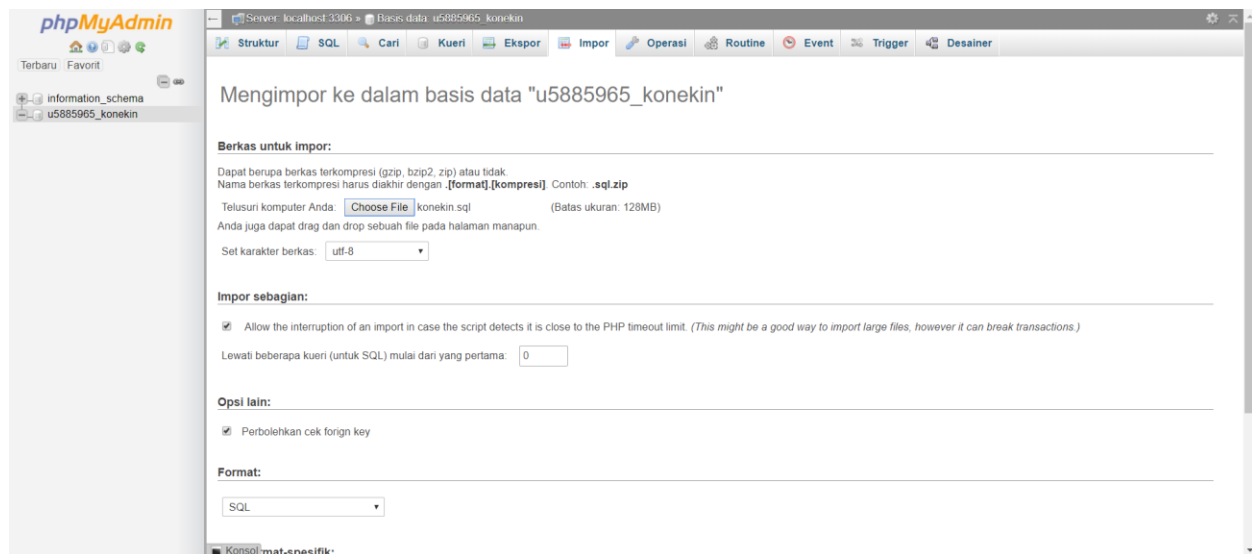 phpMyAdmin
Terbaru Favorit
information_schema
u5885965_konekin
Server: localhost:3306 » Basis data: u5885965_konekin
Struktur SQL Cari Kueri Ekspor Impor Operasi Routine Event Trigger Desainer
Mengimpor ke dalam basis data "u5885965_konekin"
Berkas untuk impor:
Dapat berupa berkas terkompresi (gzip, bzip2, zip) atau tidak.
Nama berkas terkompresi harus diakhir dengan .[format].[kompresi]. Contoh: .sql.zip
Telusuri komputer Anda: Choose File konekin.sql (Batas ukuran: 128MB)
Anda juga dapat drag dan drop sebuah file pada halaman manapun.
Set karakter berkas: utf-8
Impor sebagian:
Allow the interruption of an import in case the script detects it is close to the PHP timeout limit. (This might be a good way to import large files, however it can break transactions.)
Lewati beberapa kueri (untuk SQL) mulai dari yang pertama: 0
Opsi lain:
Perbolehkan cek forign key
Format:
SQL
Konsol
mat-spesifik: